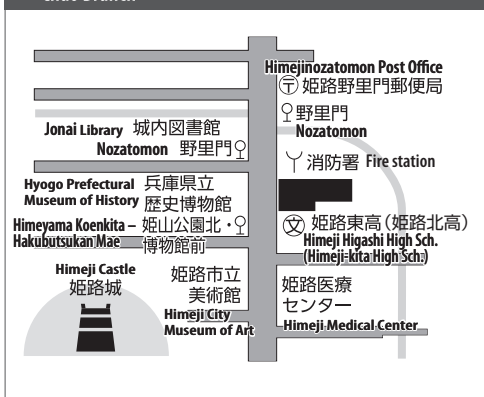 Himejinozatomon Post Office
姫路野里門郵便局
野里門
Nozatomon
Jonai Library 城内図書館
Nozatomon 野里門
消防署 Fire station
Hyogo Prefectural
Museum of History
兵庫県立
歴史博物館
Himeyama Koenkita –
Hakubutsukan Mae
姫山公園北・
博物館前
文 姫路東高(姫路北高)
Himeji Higashi High Sch.
(Himeji-kita High Sch.)
Himeji Castle
姫路城
姫路市立
美術館
Himeji City
Museum of Art
姫路医療
センター
Himeji Medical Center